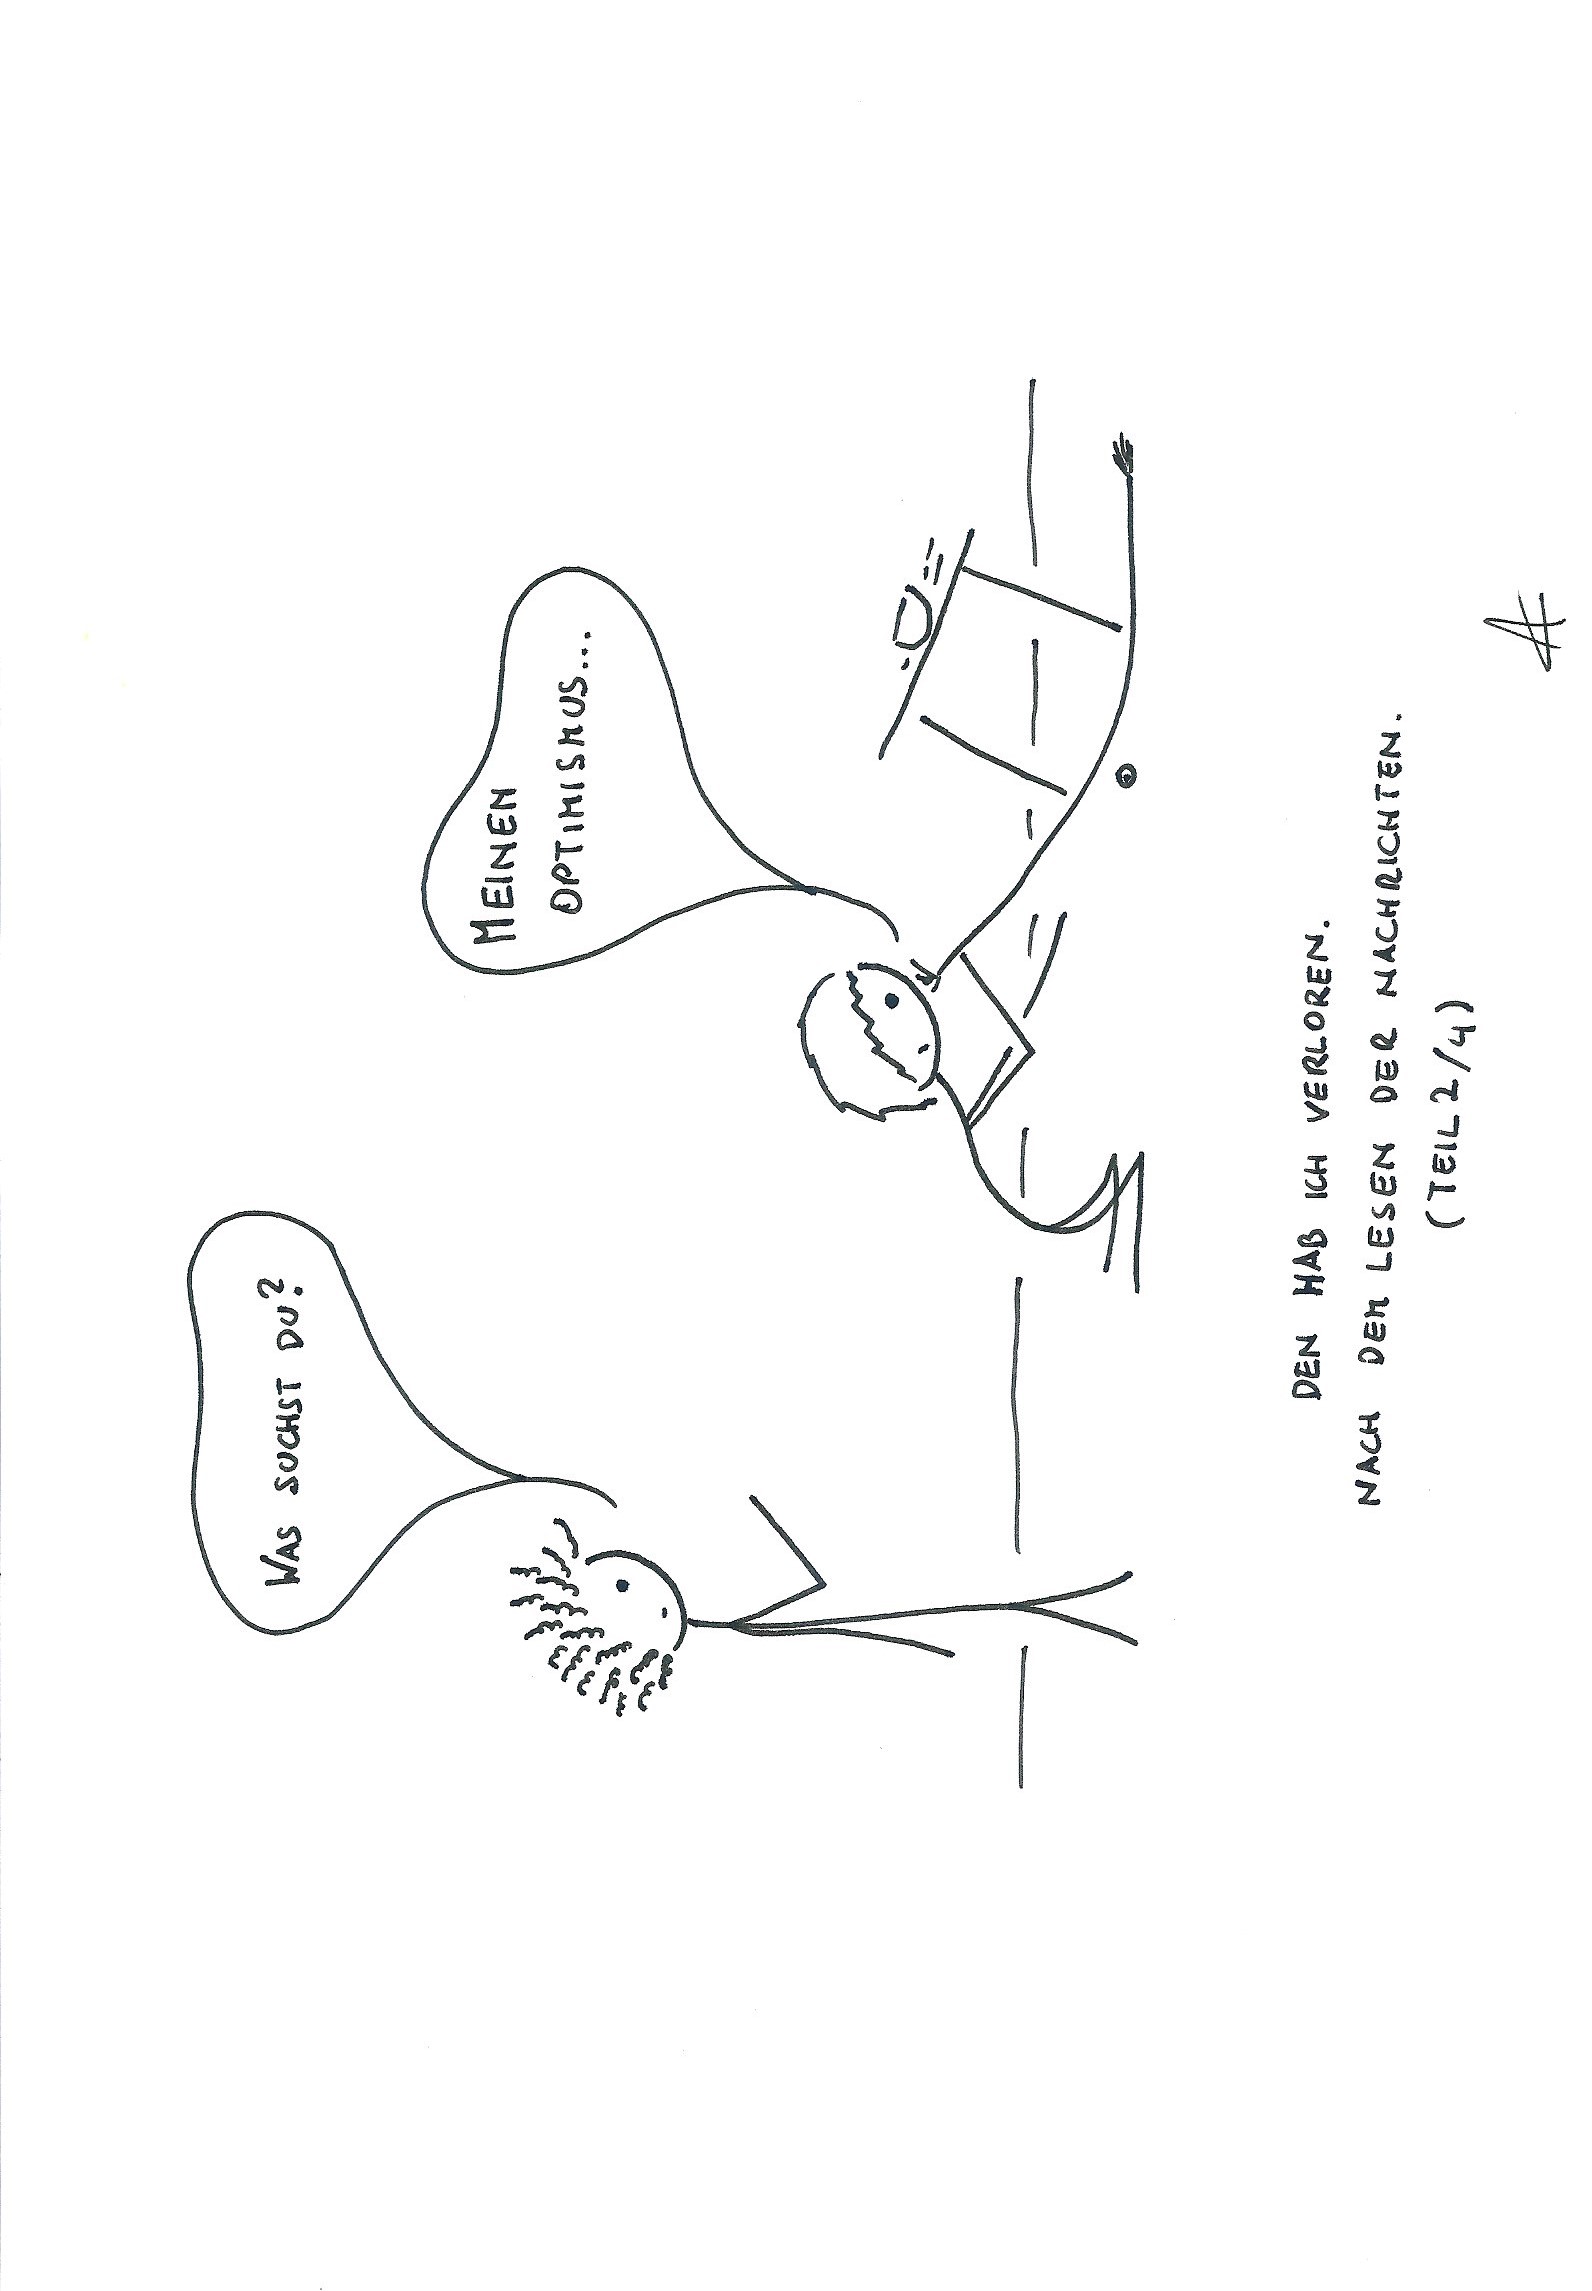 WAS SUCHST DU?
MEINEN
OPTIMISMUS...
DEN HAB ICH VERLOREN.
NACH DEM LESEN DER NACHRICHTEN.
(TEIL 2/4)